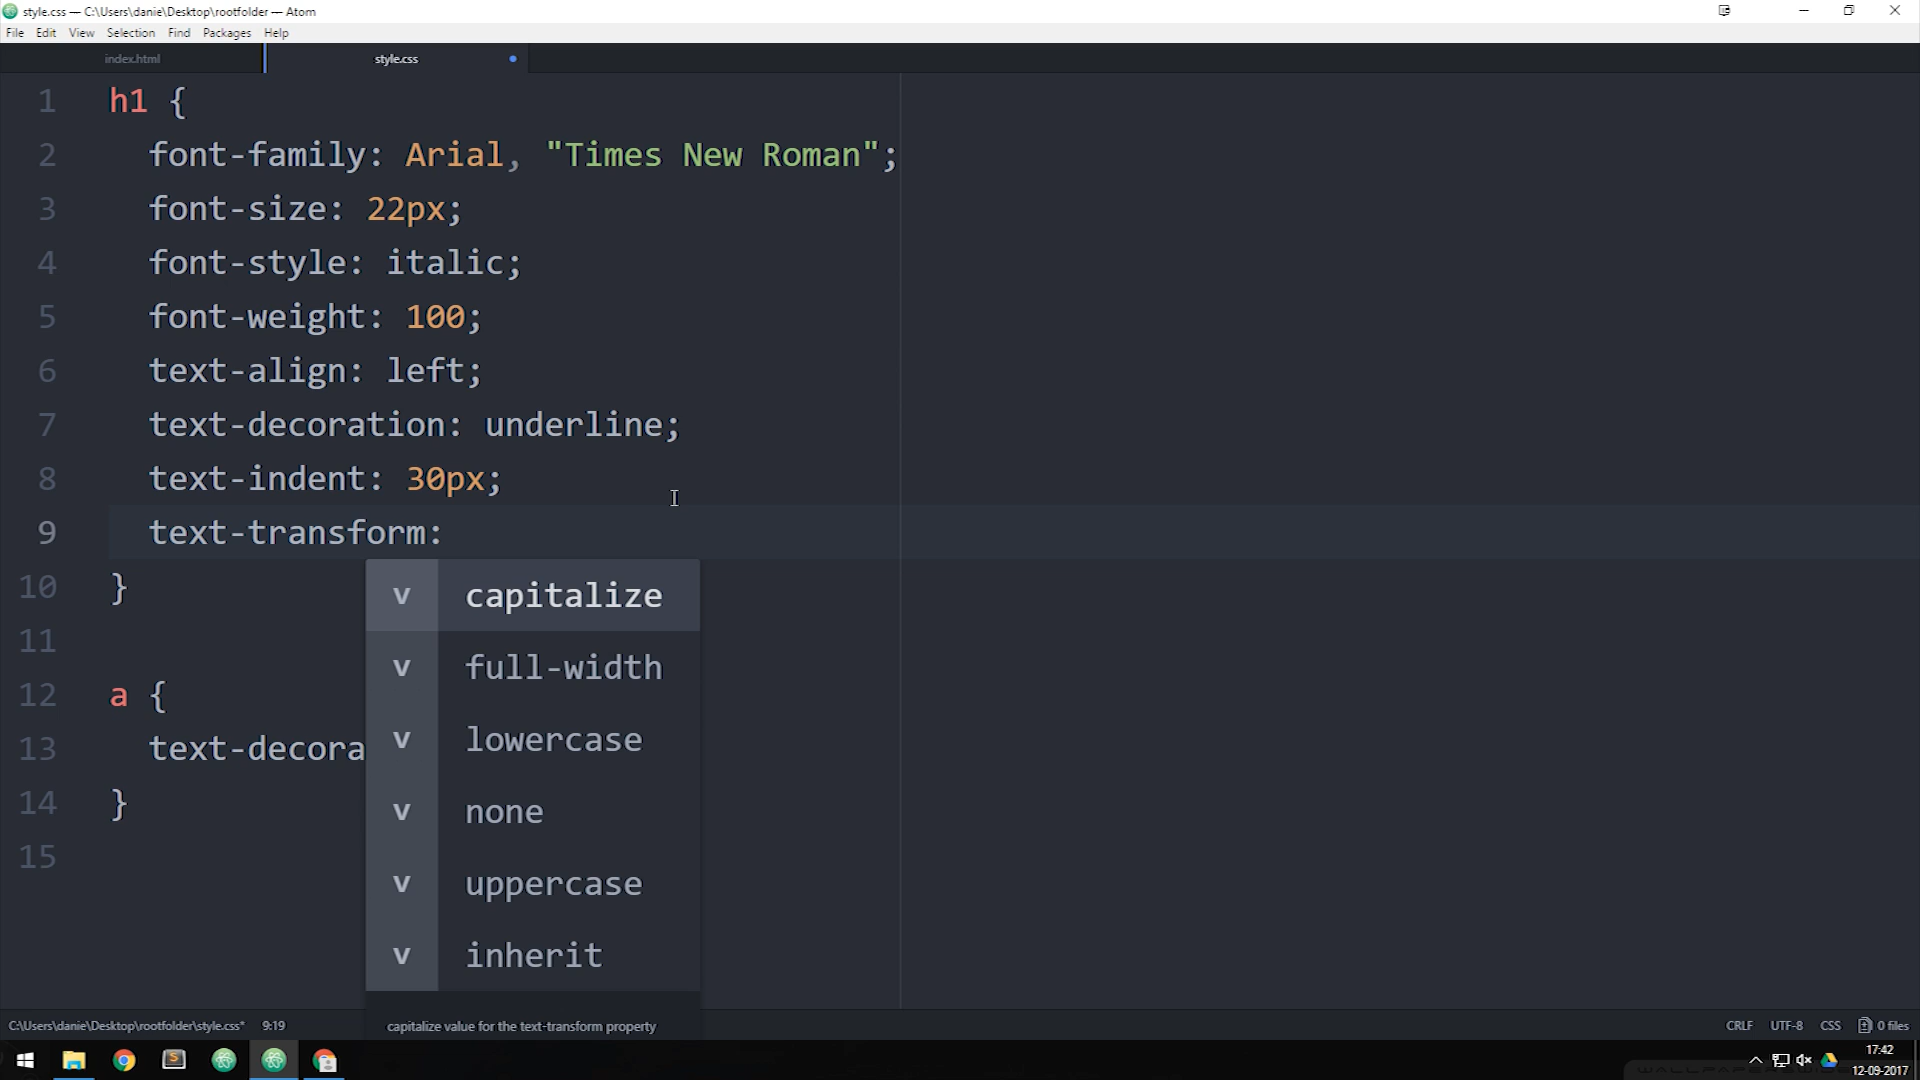 style.css — C:\Users\danie\Desktop\rootfolder — Atom
File Edit View Selection Find Packages Help
index.html style.css
1 h1 {
2 font-family: Arial, "Times New Roman";
3 font-size: 22px;
4 font-style: italic;
5 font-weight: 100;
6 text-align: left;
7 text-decoration: underline;
8 text-indent: 30px;
9 text-transform:
10 }
11
12 a {
13 text-decora
14 }
15
v capitalize
v full-width
v lowercase
v none
v uppercase
v inherit
capitalize value for the text-transform property
C:\Users\danie\Desktop\rootfolder\style.css* 9:19 CRLF UTF-8 CSS 0 files
17:42
12-09-2017